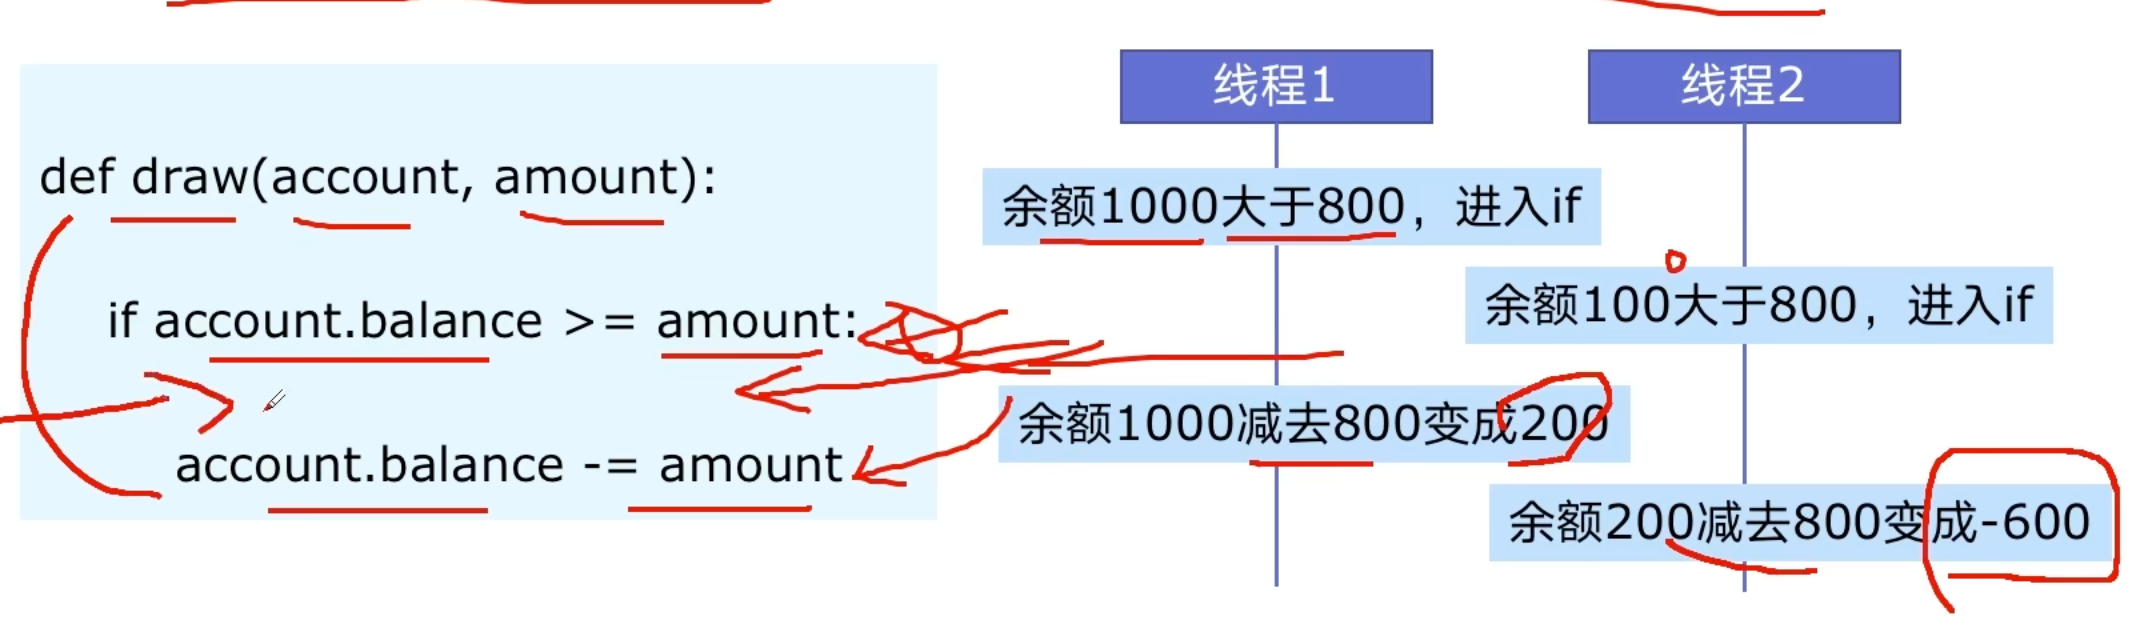 def draw(account, amount):
if account.balance >= amount:
account.balance -= amount
线程1
线程2
余额1000大于800，进入if
余额100大于800，进入if
余额1000减去800变成200
余额200减去800变成-600